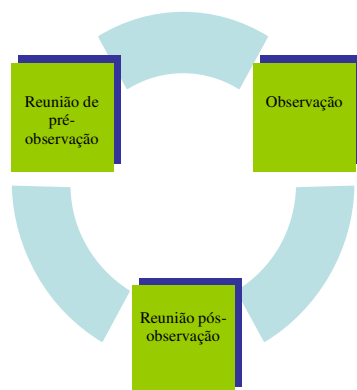 Reunião de
pré-
observação
Observação
Reunião pós-
observação